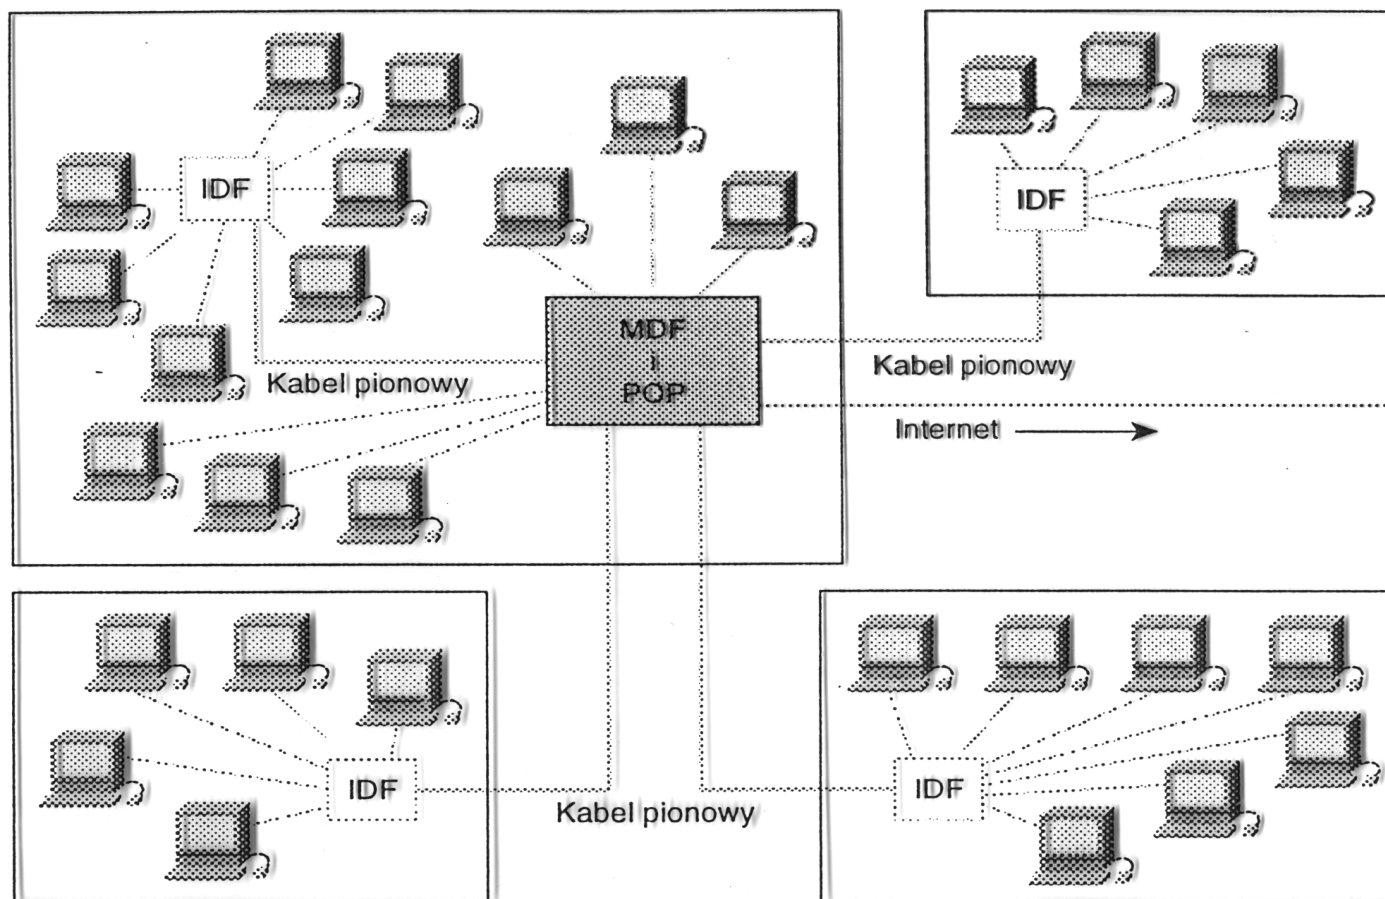 IDF
IDF
MDF
i
POP
Kabel pionowy
Kabel pionowy
Internet
IDF
IDF
Kabel pionowy